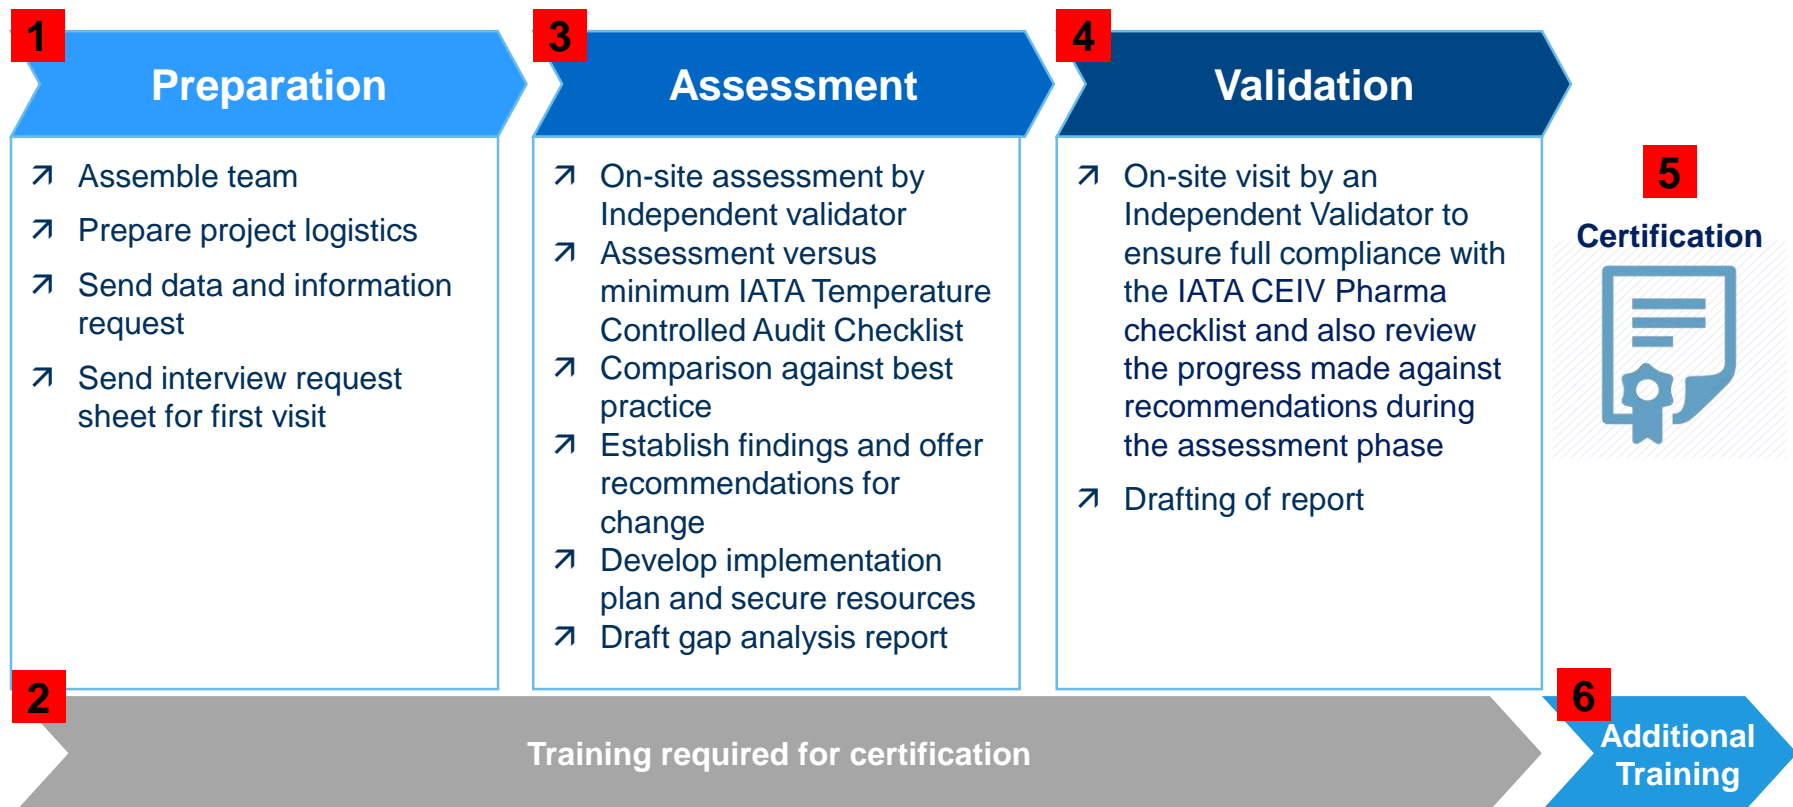 1
Preparation
Assemble team
Prepare project logistics
Send data and information
request
Send interview request
sheet for first visit
3
Assessment
On-site assessment by
Independent validator
Assessment versus
minimum IATA Temperature
Controlled Audit Checklist
Comparison against best
practice
Establish findings and offer
recommendations for
change
Develop implementation
plan and secure resources
Draft gap analysis report
4
Validation
On-site visit by an
Independent Validator to
ensure full compliance with
the IATA CEIV Pharma
checklist and also review
the progress made against
recommendations during
the assessment phase
Drafting of report
5
Certification
2
Training required for certification
6
Additional
Training